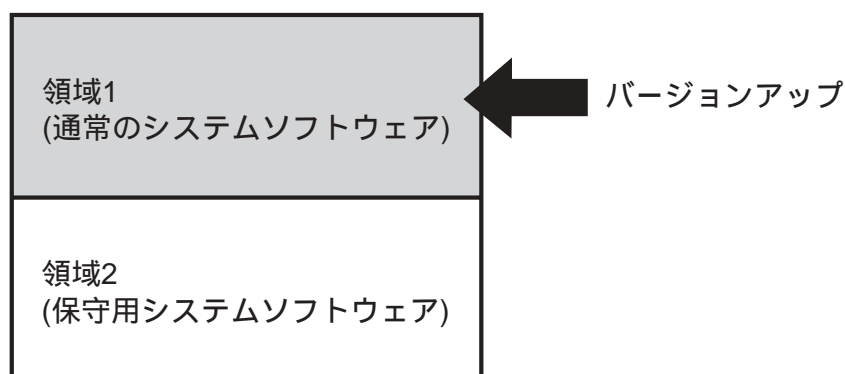 領域1
(通常のシステムソフトウェア)
バージョンアップ
領域2
(保守用システムソフトウェア)